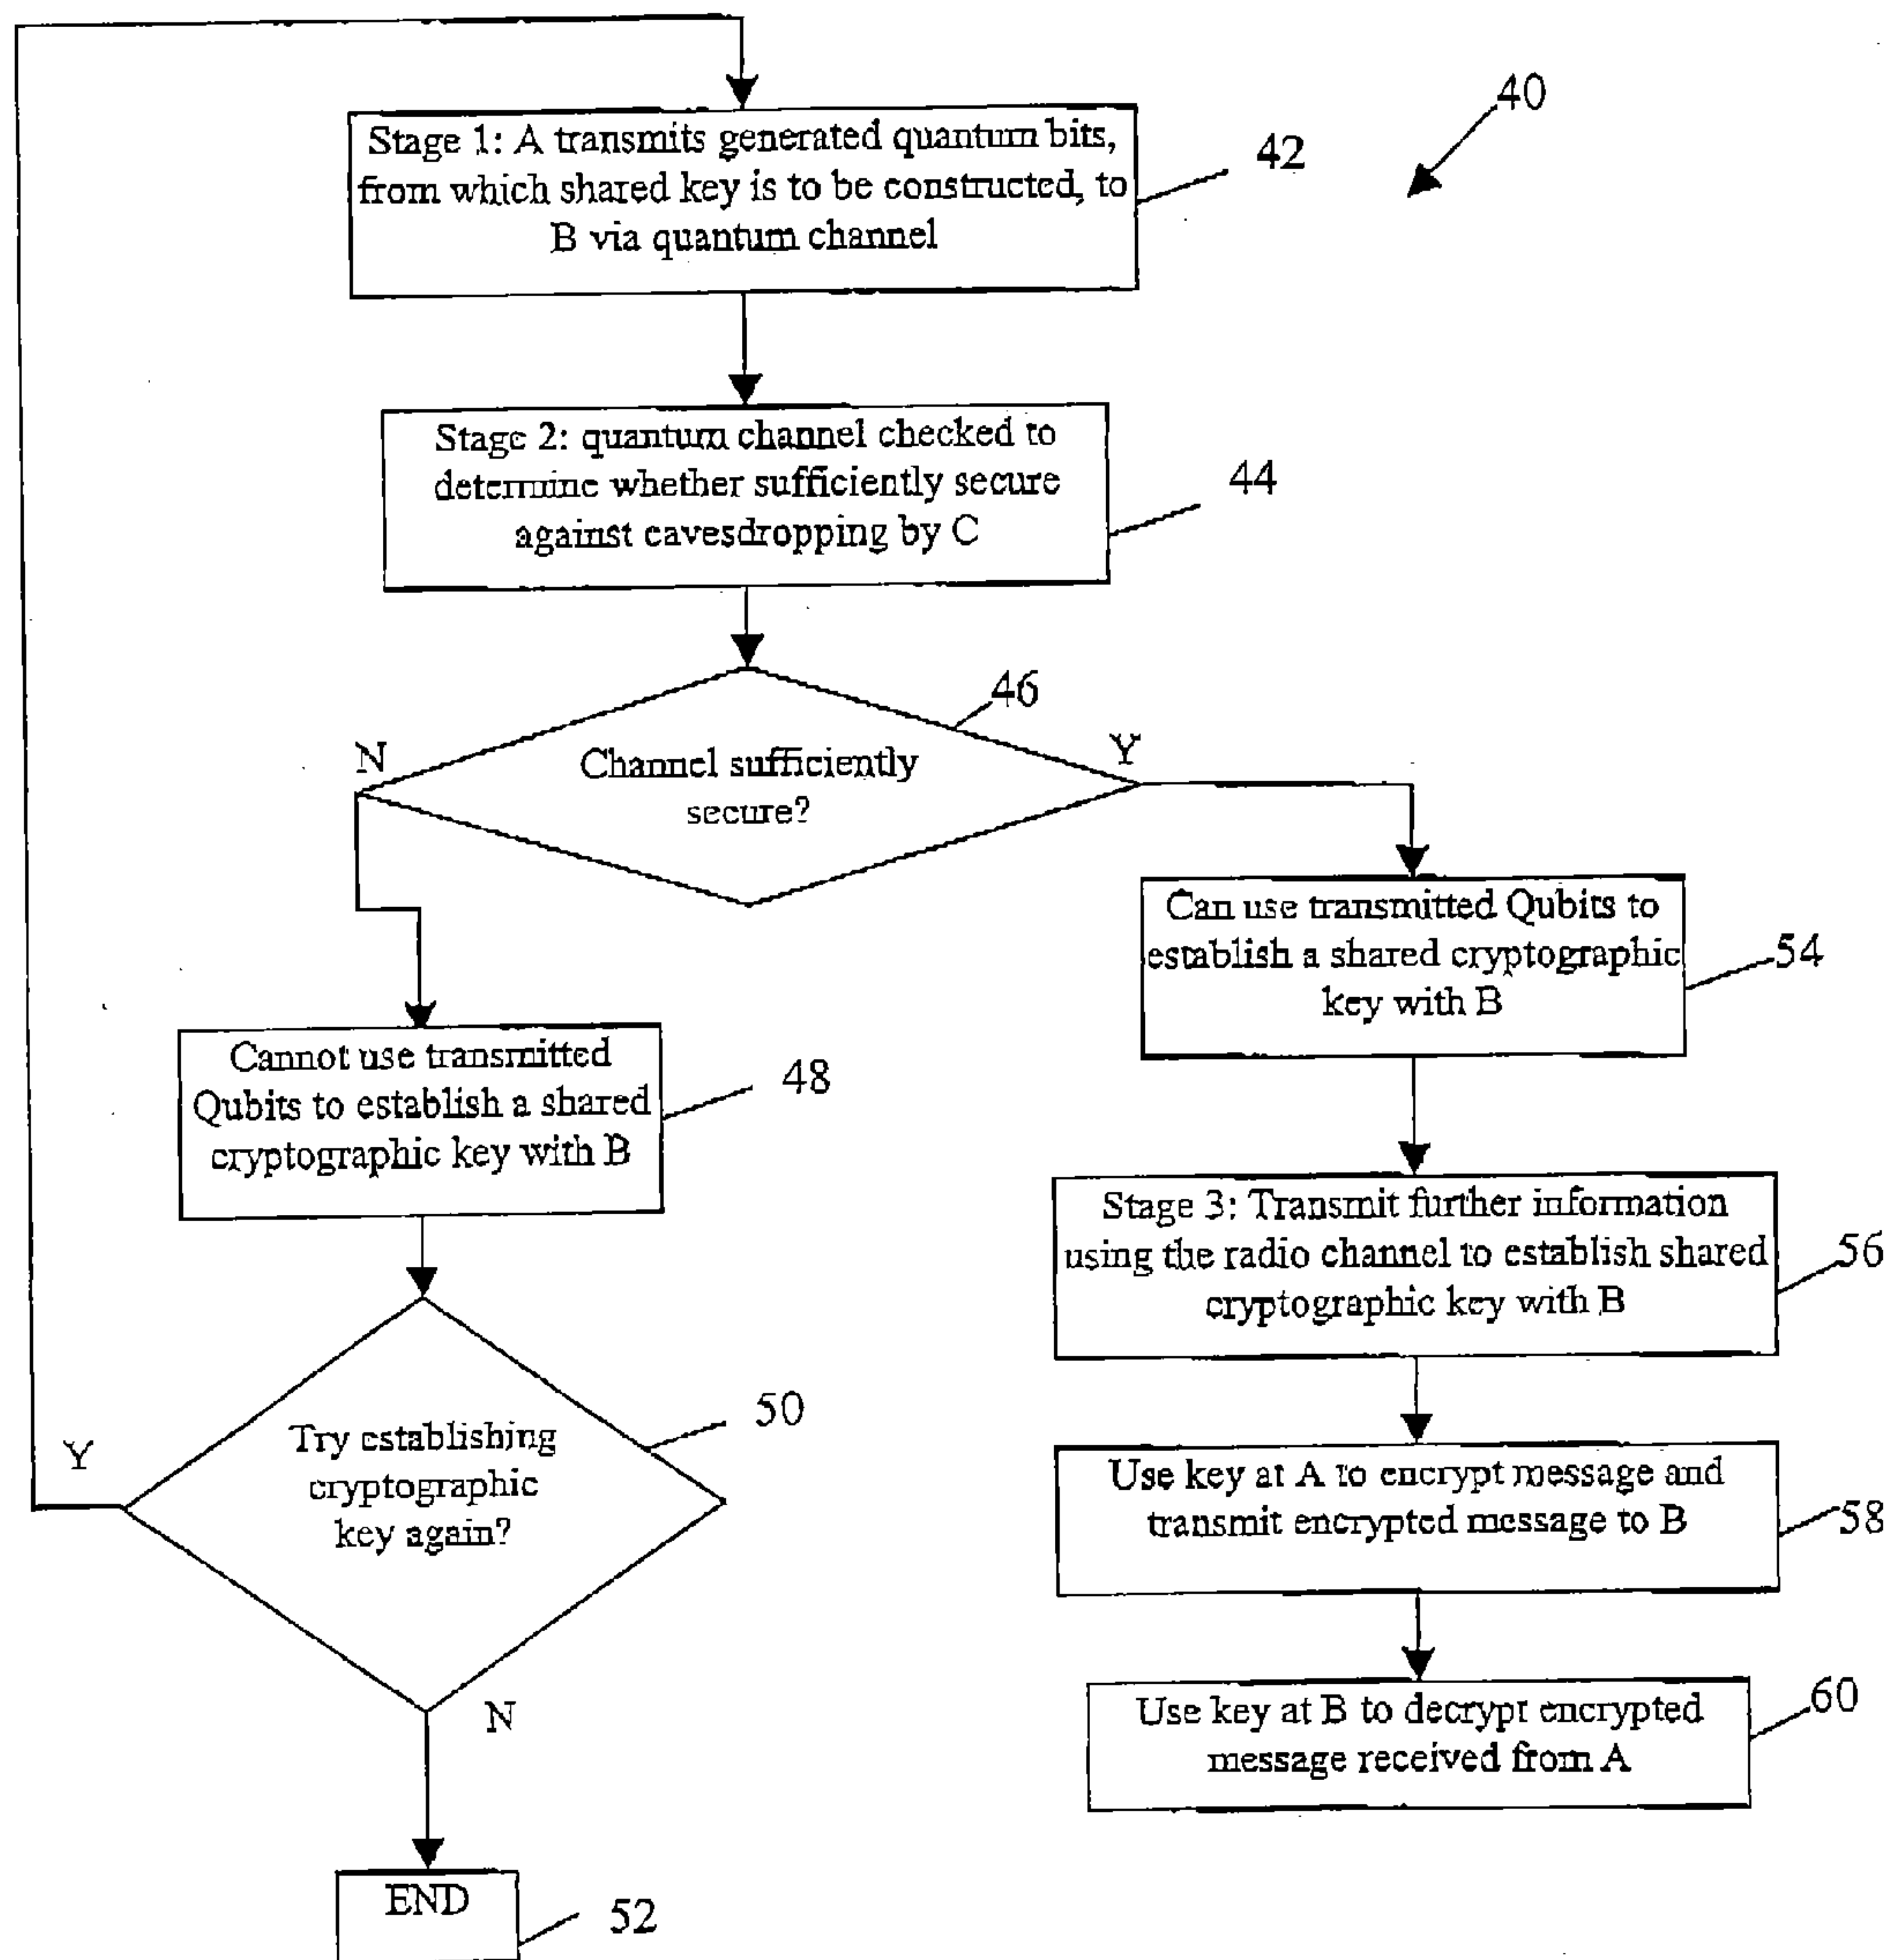 40
Stage 1: A transmits generated quantum bits,
from which shared key is to be constructed, to
B via quantum channel
42
Stage 2: quantum channel checked to
determine whether sufficiently secure
against eavesdropping by C
44
46
N
Y
Channel sufficiently
secure?
Can use transmitted Qubits to
establish a shared cryptographic
key with B
54
Cannot use transmitted
Qubits to establish a shared
cryptographic key with B
48
Stage 3: Transmit further information
using the radio channel to establish shared
cryptographic key with B
56
Try establishing
cryptographic
key again?
50
Y
N
Use key at A to encrypt message and
transmit encrypted message to B
58
Use key at B to decrypt encrypted
message received from A
60
END
52